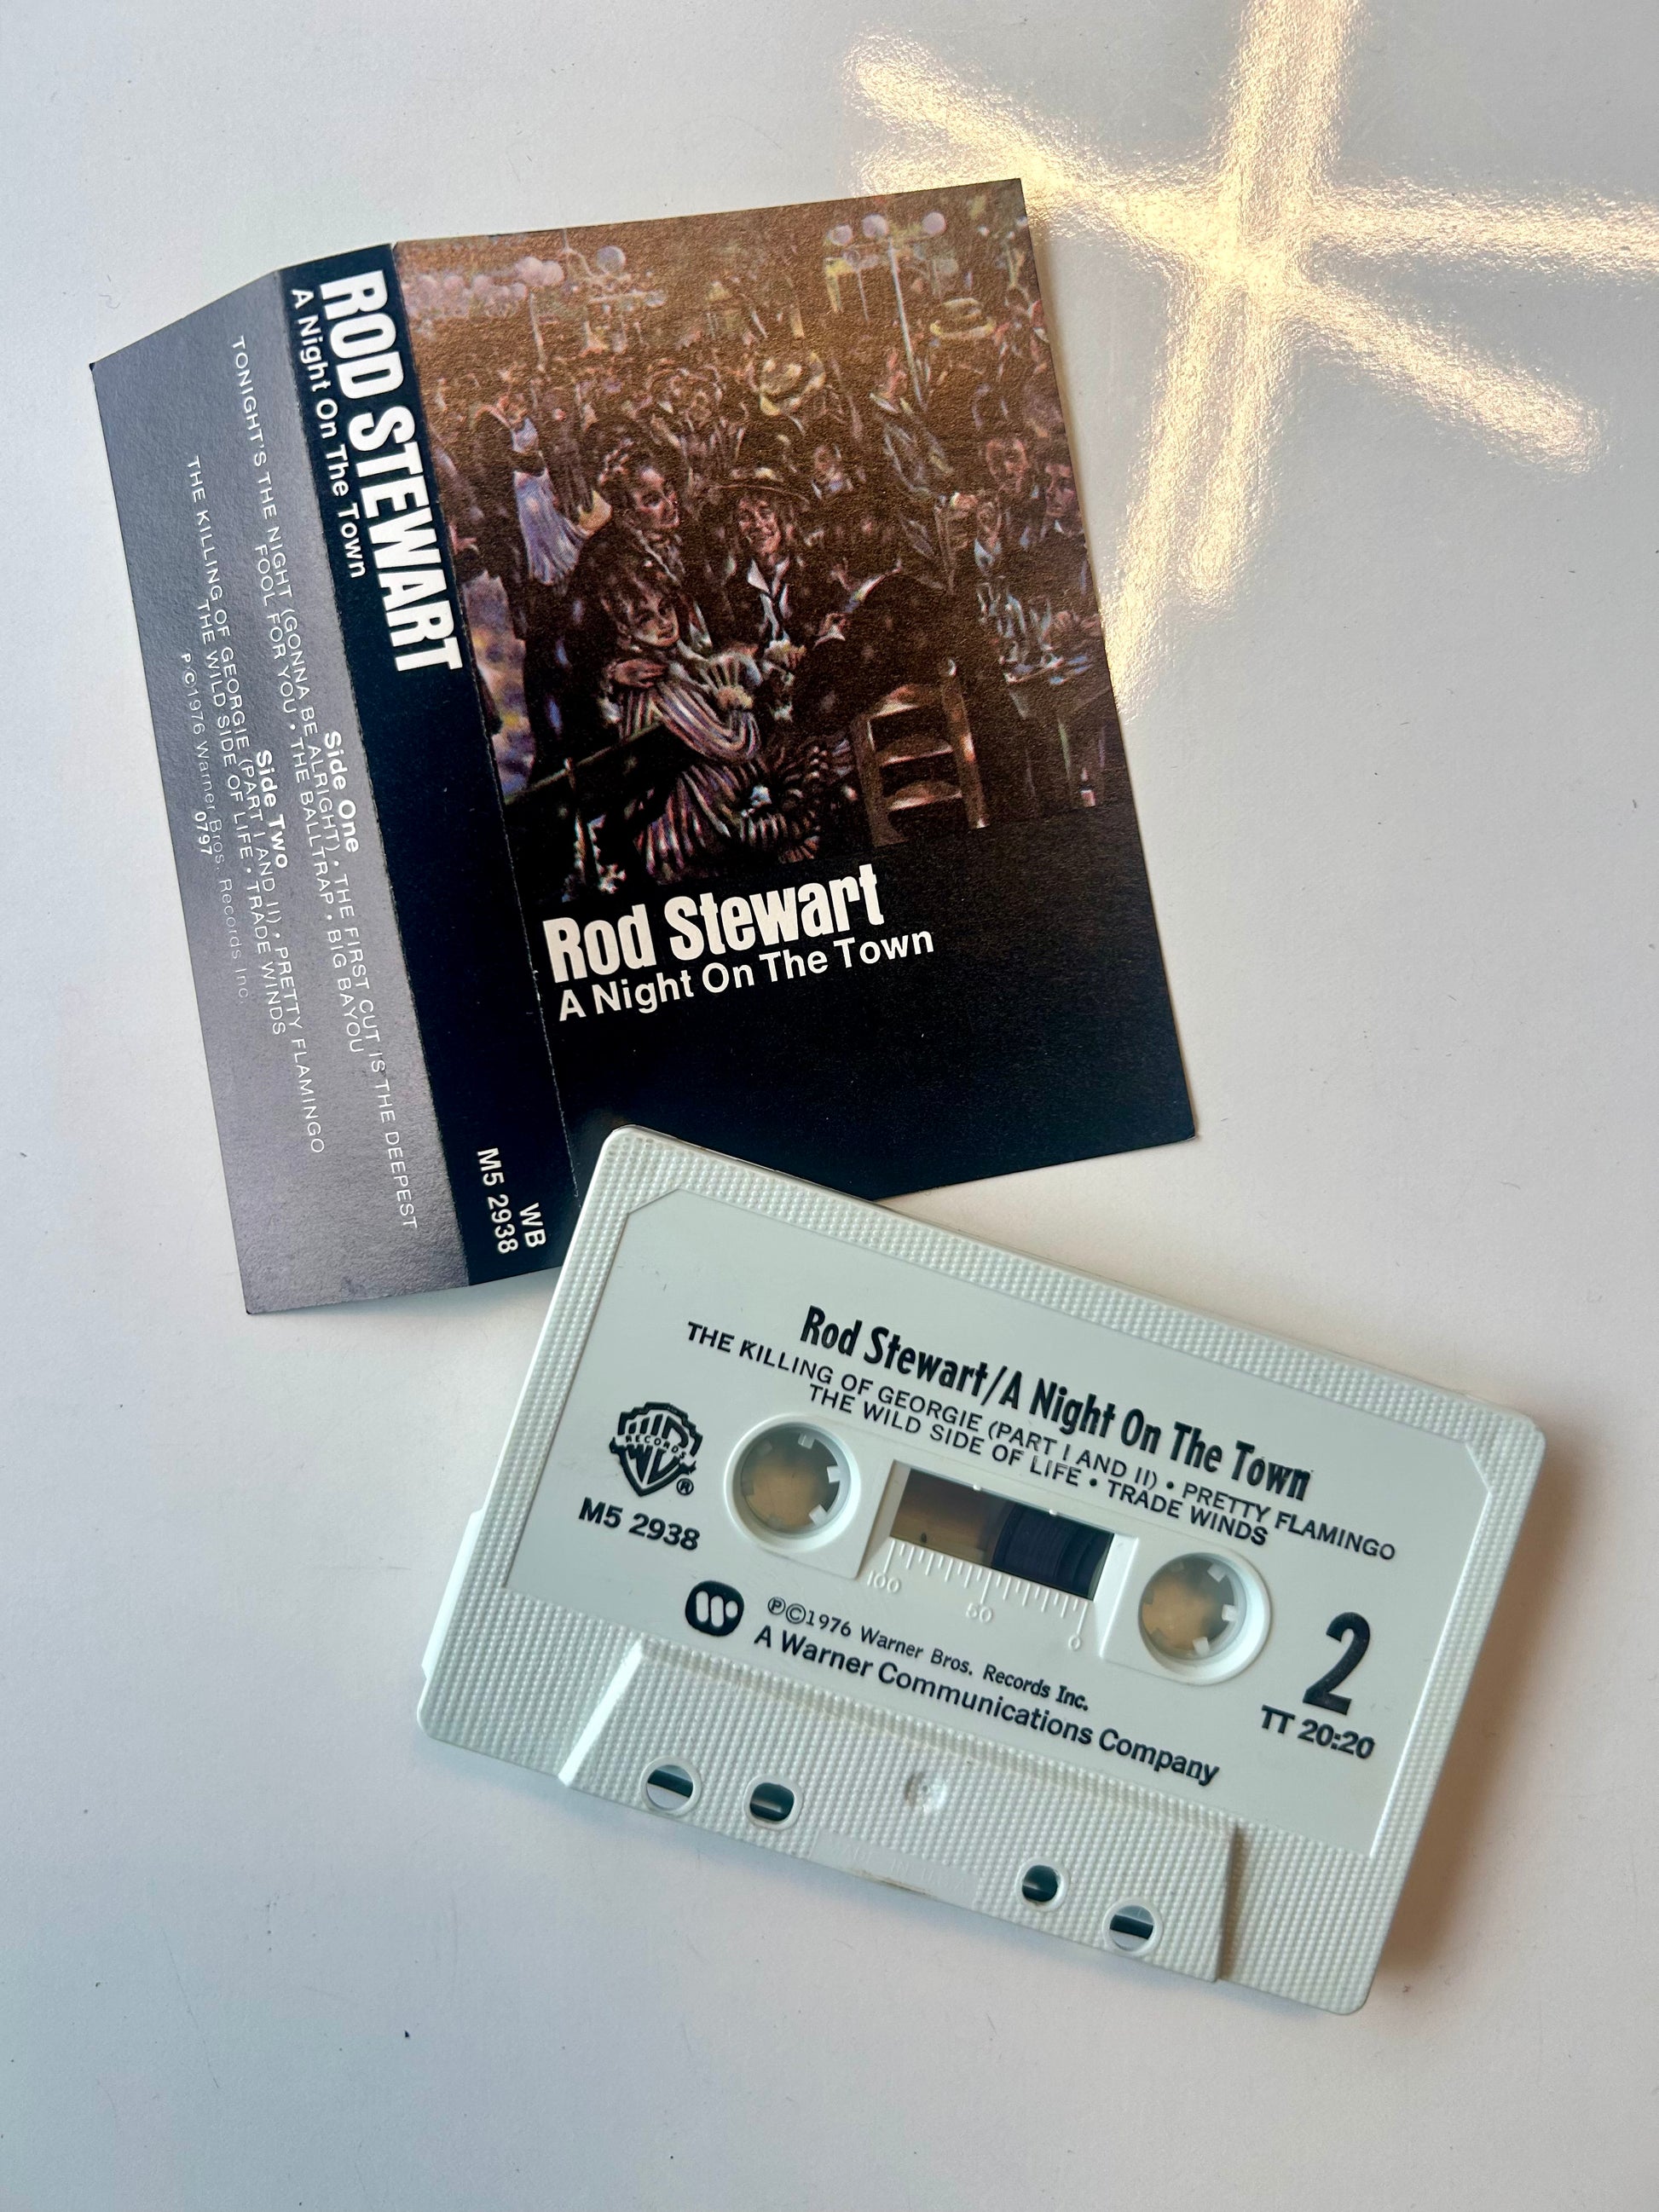 ROD STEWART
A Night On The Town
WB
M5 2938
Side One
TONIGHT'S THE NIGHT (GONNA BE ALRIGHT) • THE FIRST CUT IS THE DEEPEST
FOOL FOR YOU • THE BALLTRAP • BIG BAYOU
Side Two
THE KILLING OF GEORGIE (PART I AND II) • PRETTY FLAMINGO
THE WILD SIDE OF LIFE • TRADE WINDS
P ©1976 Warner Bros. Records Inc.
0797
Rod Stewart
A Night On The Town
Rod Stewart/A Night On The Town
THE KILLING OF GEORGIE (PART I AND II) • PRETTY FLAMINGO
THE WILD SIDE OF LIFE • TRADE WINDS
RECORDS
®
M5 2938
100 50 0
2
TT 20:20
℗©1976 Warner Bros. Records Inc.
A Warner Communications Company